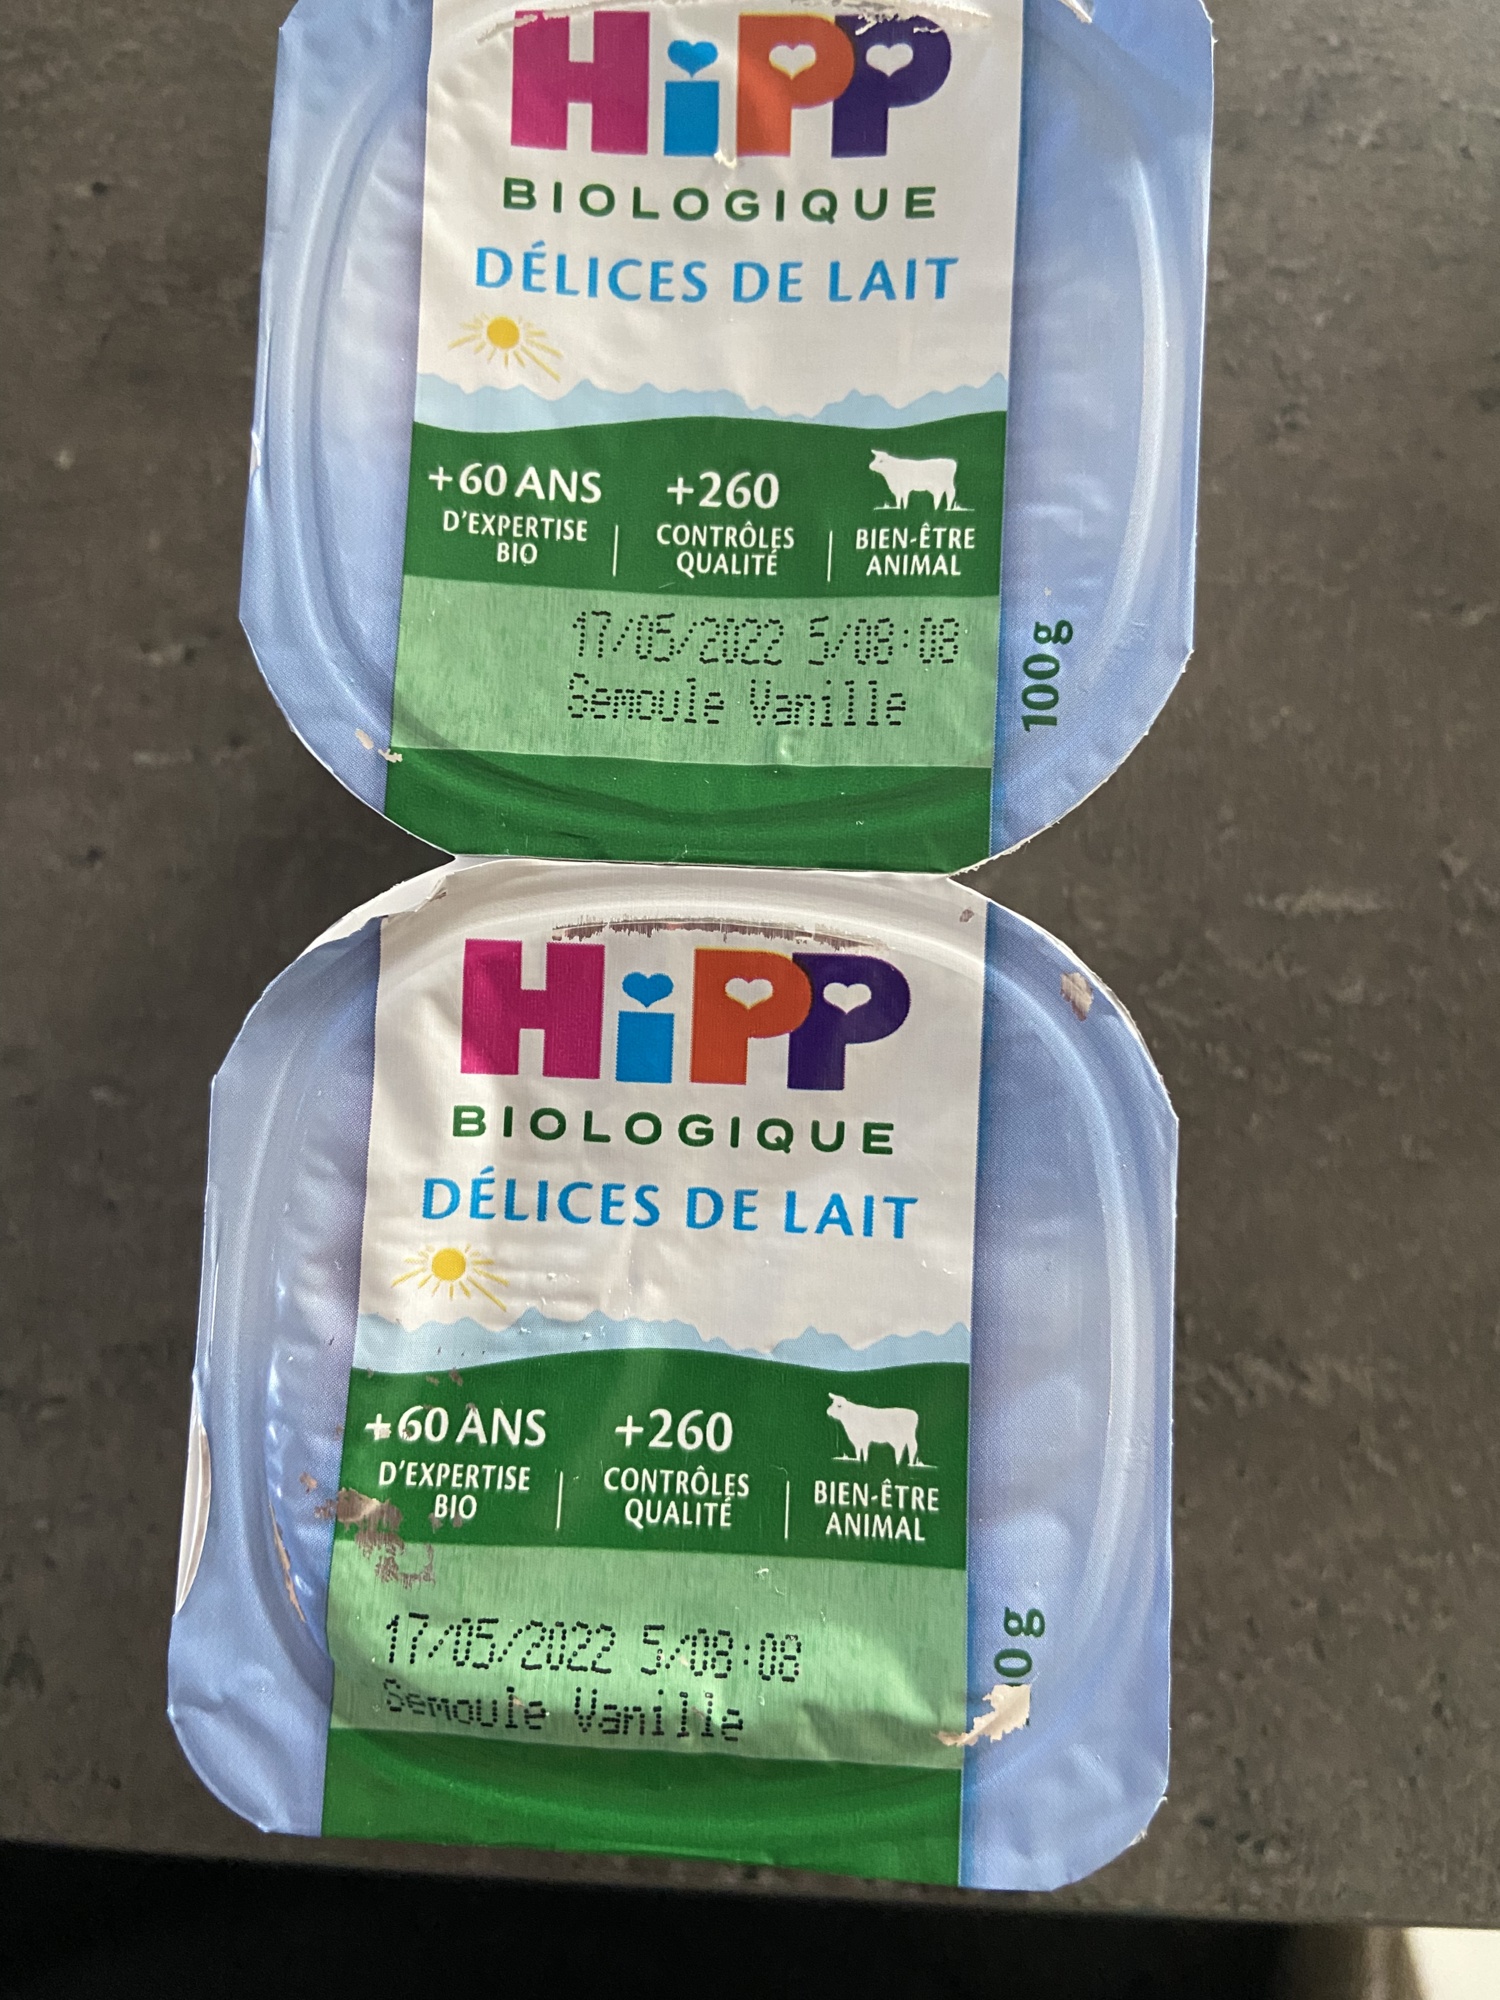 HiPP
BIOLOGIQUE
DÉLICES DE LAIT
+60 ANS
D'EXPERTISE
BIO
+260
CONTRÔLES
QUALITÉ
BIEN-ÊTRE
ANIMAL
17/05/2022 5/08:08
Semoule Vanille
100g
HiPP
BIOLOGIQUE
DÉLICES DE LAIT
+60 ANS
D'EXPERTISE
BIO
+260
CONTRÔLES
QUALITÉ
BIEN-ÊTRE
ANIMAL
17/05/2022 5/08:08
Semoule Vanille